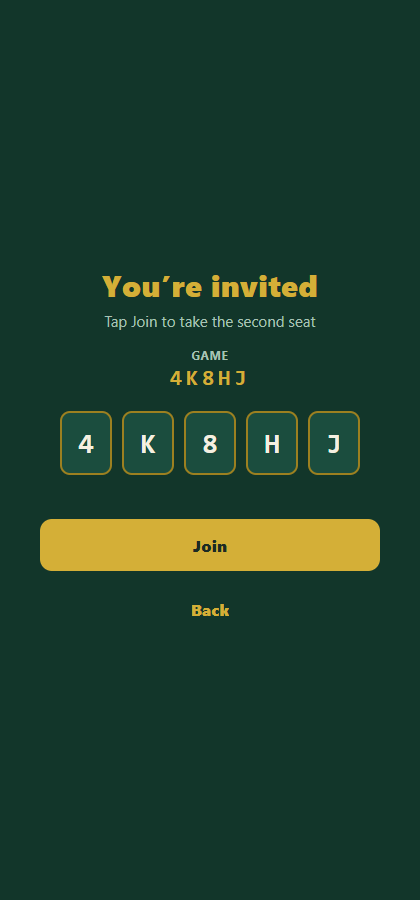 You’re invited
Tap Join to take the second seat
GAME
4K8HJ
4 K 8 H J
Join
Back